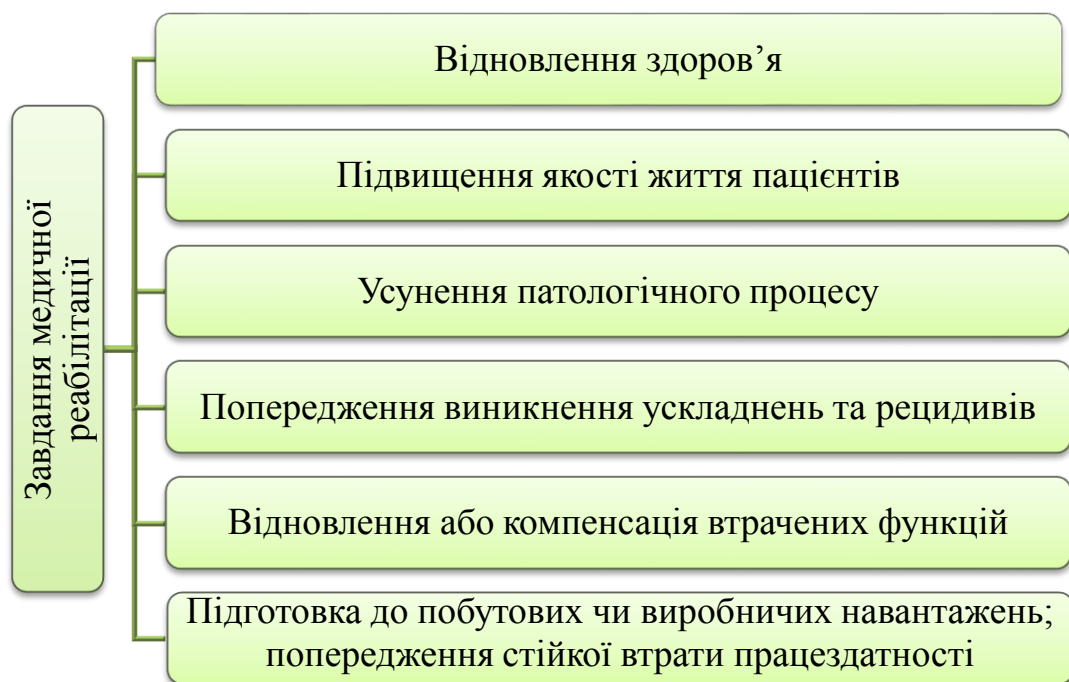 Завдання медичної
реабілітації
Відновлення здоров’я
Підвищення якості життя пацієнтів
Усунення патологічного процесу
Попередження виникнення ускладнень та рецидивів
Відновлення або компенсація втрачених функцій
Підготовка до побутових чи виробничих навантажень;
попередження стійкої втрати працездатності